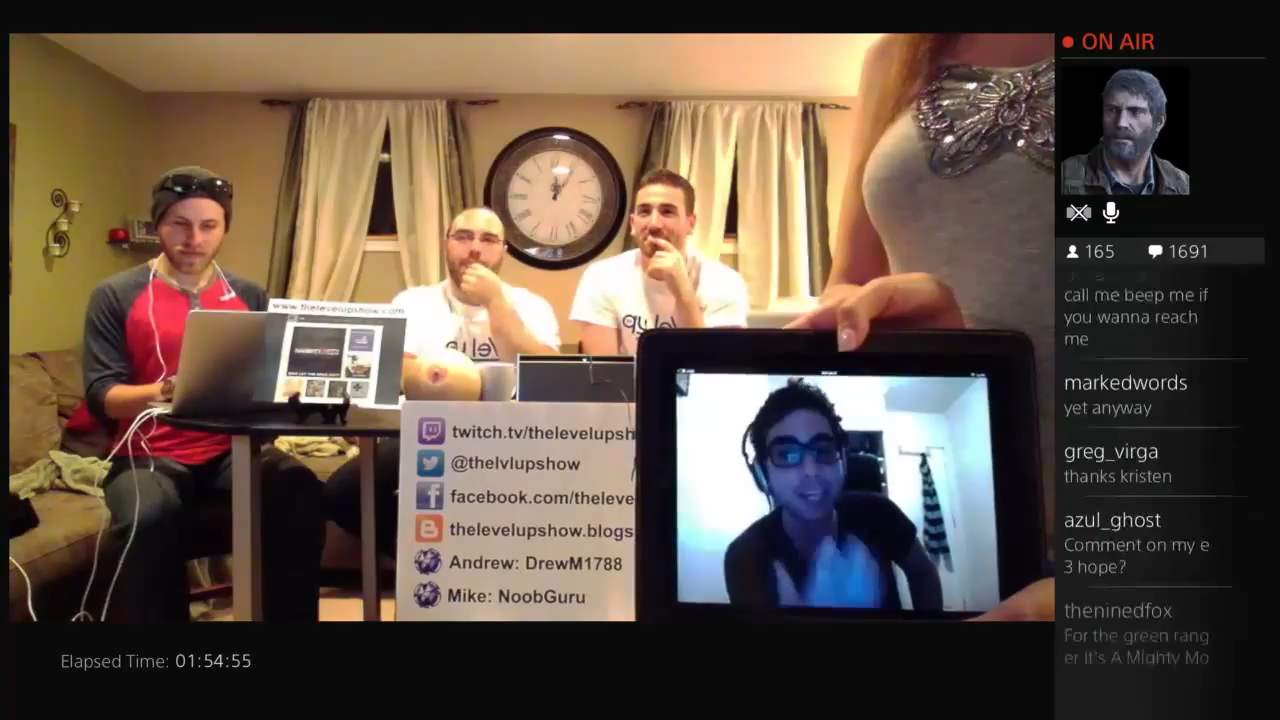 ON AIR
165 1691
call me beep me if
you wanna reach
me
markedwords
yet anyway
greg_virga
thanks kristen
azul_ghost
Comment on my e
3 hope?
theninedfox
For the green rang
er It's A Mighty Mo
www.thelevelupshow.com
twitch.tv/thelevelupsh
@thelvlupshow
facebook.com/theleve
thelevelupshow.blogs
Andrew: DrewM1788
Mike: NoobGuru
Elapsed Time: 01:54:55